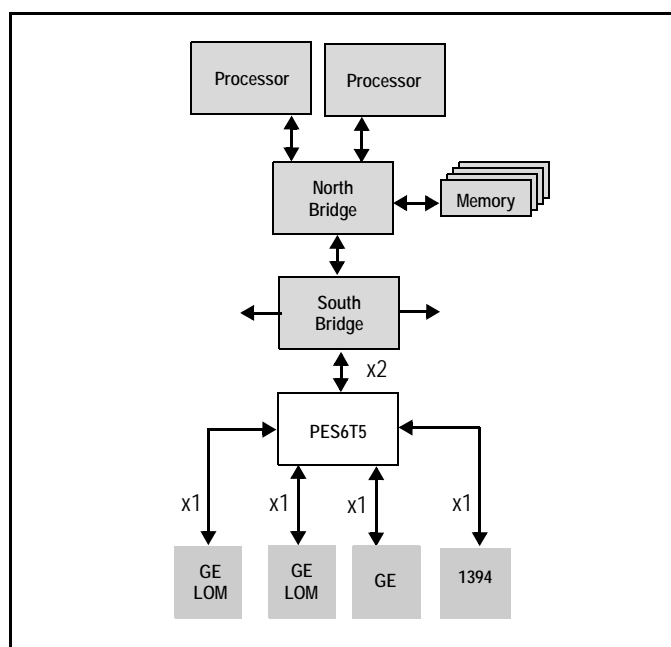 Processor
Processor
North
Bridge
Memory
South
Bridge
x2
PES6T5
x1
x1
x1
x1
GE
LOM
GE
LOM
GE
1394